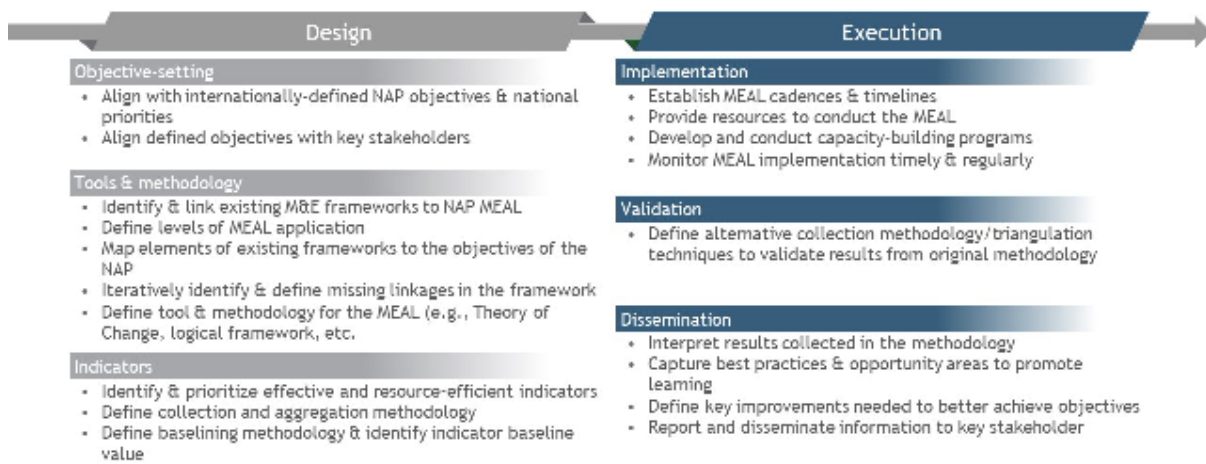 Design
Objective-setting
• Align with internationally-defined NAP objectives & national
priorities
• Align defined objectives with key stakeholders
Tools & methodology
• Identify & link existing M&E frameworks to NAP MEAL
• Define levels of MEAL application
• Map elements of existing frameworks to the objectives of the
NAP
• Iteratively identify & define missing linkages in the framework
• Define tool & methodology for the MEAL (e.g., Theory of
Change, logical framework, etc.
Indicators
• Identify & prioritize effective and resource-efficient indicators
• Define collection and aggregation methodology
• Define baselining methodology & identify indicator baseline
value
Execution
Implementation
• Establish MEAL cadences & timelines
• Provide resources to conduct the MEAL
• Develop and conduct capacity-building programs
• Monitor MEAL implementation timely & regularly
Validation
• Define alternative collection methodology/triangulation
techniques to validate results from original methodology
Dissemination
• Interpret results collected in the methodology
• Capture best practices & opportunity areas to promote
learning
• Define key improvements needed to better achieve objectives
• Report and disseminate information to key stakeholder